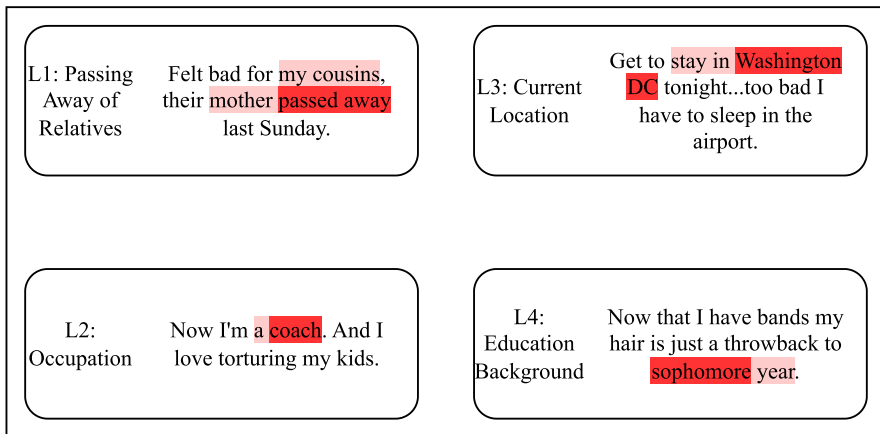 L1: Passing
Away of
Relatives
Felt bad for my cousins,
their mother passed away
last Sunday.
L3: Current
Location
Get to stay in Washington
DC tonight...too bad I
have to sleep in the
airport.
L2:
Occupation
Now I'm a coach. And I
love torturing my kids.
L4:
Education
Background
Now that I have bands my
hair is just a throwback to
sophomore year.